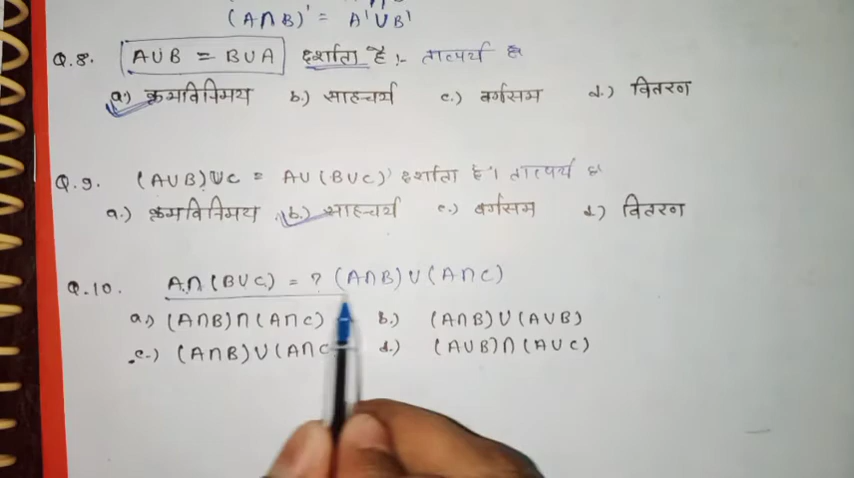 (A∩B)' = A'∪B'
Q.8. A∪B = B∪A दर्शाता है :- तात्पर्य है
a.) क्रमविनिमय b.) साहचर्य c.) वर्गसम d.) वितरण
Q.9. (A∪B)∪C = A∪(B∪C) दर्शाता है। तात्पर्य है
a.) क्रमविनिमय b.) साहचर्य c.) वर्गसम d.) वितरण
Q.10. A∩(B∪C) = ? (A∩B)∪(A∩C)
a.) (A∩B)∩(A∩C) b.) (A∩B)∪(A∪B)
c.) (A∩B)∪(A∩C d.) (A∪B)∩(A∪C)